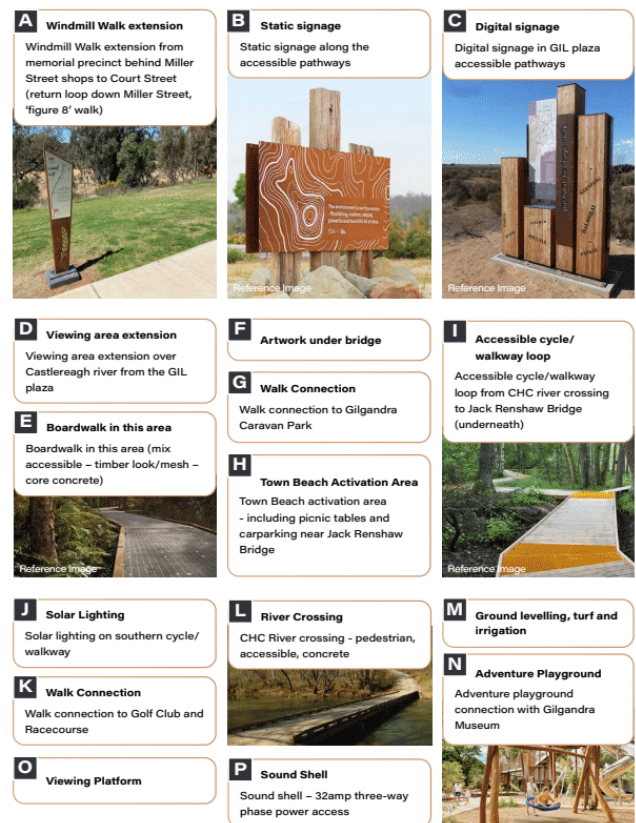 A
Windmill Walk extension
Windmill Walk extension from
memorial precinct behind Miller
Street shops to Court Street
(return loop down Miller Street,
‘figure 8’ walk)
B
Static signage
Static signage along the
accessible pathways
Reference Image
C
Digital signage
Digital signage in GIL plaza
accessible pathways
Reference Image
D
Viewing area extension
Viewing area extension over
Castlereagh river from the GIL
plaza
E
Boardwalk in this area
Boardwalk in this area (mix
accessible – timber look/mesh –
core concrete)
Reference Image
F
Artwork under bridge
G
Walk Connection
Walk connection to Gilgandra
Caravan Park
H
Town Beach Activation Area
Town Beach activation area
- including picnic tables and
carparking near Jack Renshaw
Bridge
I
Accessible cycle/
walkway loop
Accessible cycle/walkway
loop from CHC river crossing
to Jack Renshaw Bridge
(underneath)
Reference Image
J
Solar Lighting
Solar lighting on southern cycle/
walkway
K
Walk Connection
Walk connection to Golf Club and
Racecourse
O
Viewing Platform
L
River Crossing
CHC River crossing - pedestrian,
accessible, concrete
P
Sound Shell
Sound shell – 32amp three-way
phase power access
M
Ground levelling, turf and
irrigation
N
Adventure Playground
Adventure playground
connection with Gilgandra
Museum